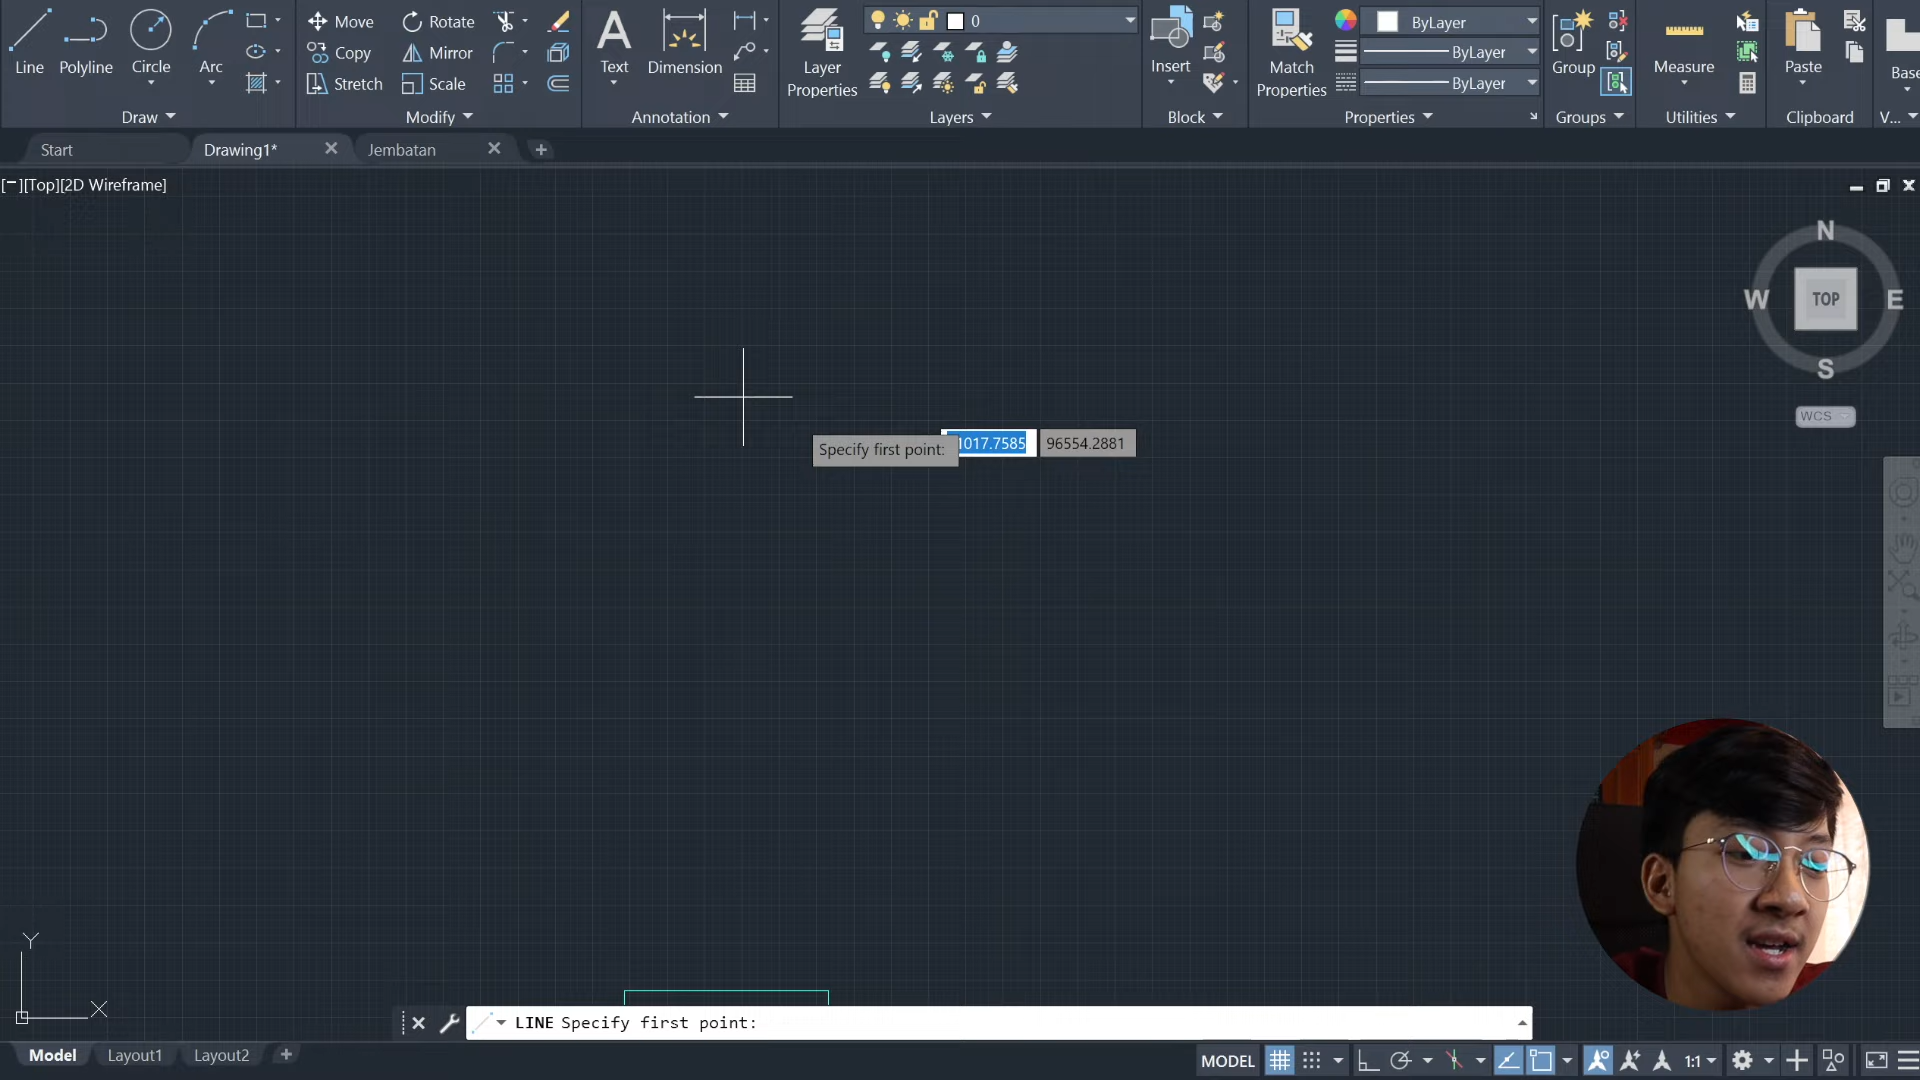 Line
Polyline
Circle
Arc
Draw
Move
Copy
Stretch
Rotate
Mirror
Scale
Modify
A
Text
Dimension
Annotation
Layer
Properties
0
Layers
Insert
Block
Match
Properties
ByLayer
ByLayer
ByLayer
Properties
Group
Groups
Measure
Utilities
Paste
Clipboard
Base
V...
Start
Drawing1*
Jembatan
[−][Top][2D Wireframe]
N
W
TOP
E
S
WCS
Specify first point:
1017.7585
96554.2881
Y
X
LINE Specify first point:
Model
Layout1
Layout2
MODEL
1:1